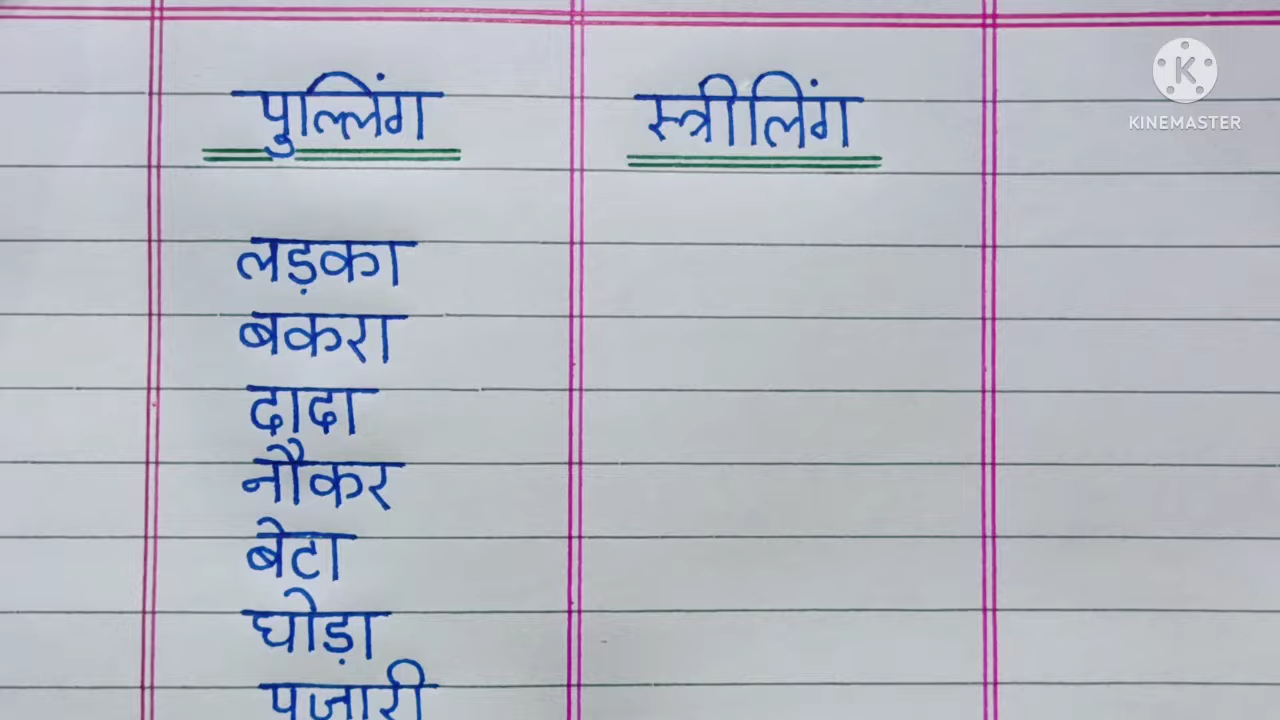 पुल्लिंग स्त्रीलिंग
KINEMASTER
लड़का
बकरा
दादा
नौकर
बेटा
घोड़ा